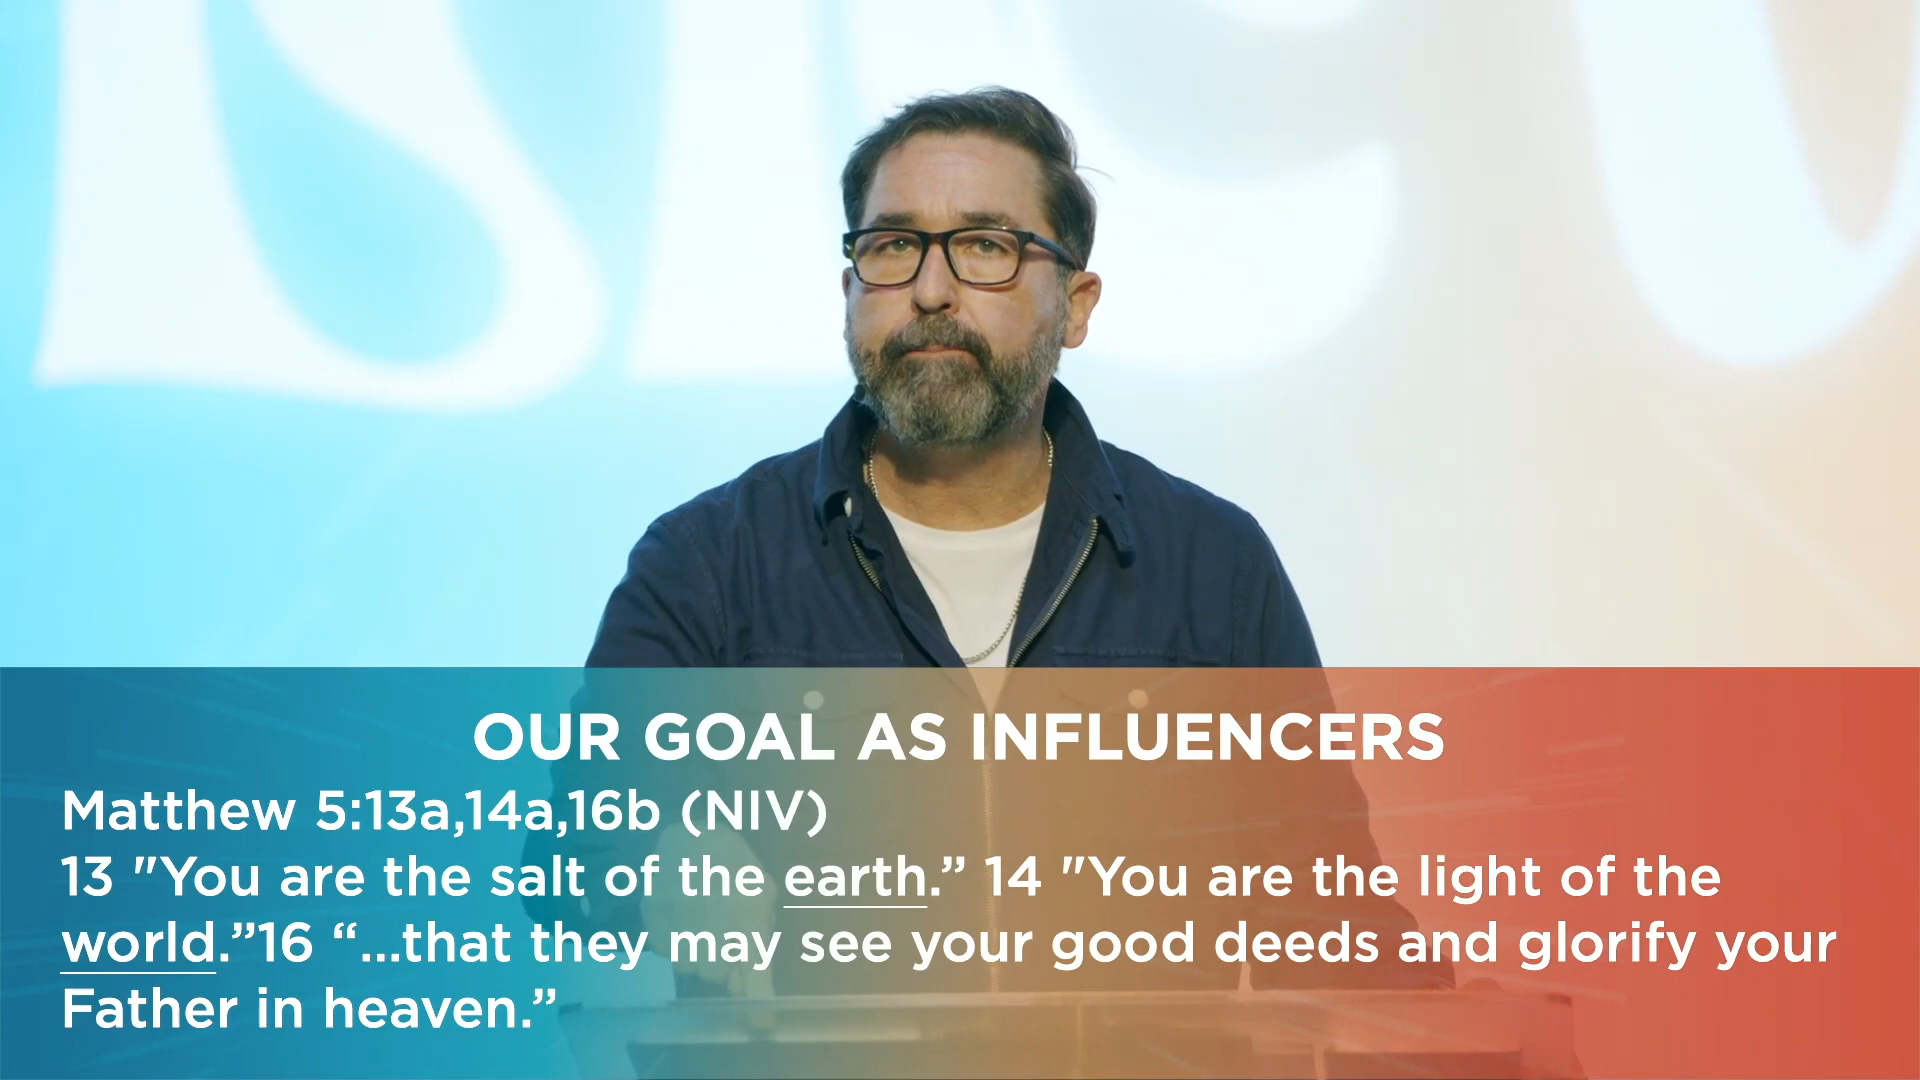 OUR GOAL AS INFLUENCERS
Matthew 5:13a,14a,16b (NIV)
13 "You are the salt of the earth.” 14 "You are the light of the
world.”16 “...that they may see your good deeds and glorify your
Father in heaven.”